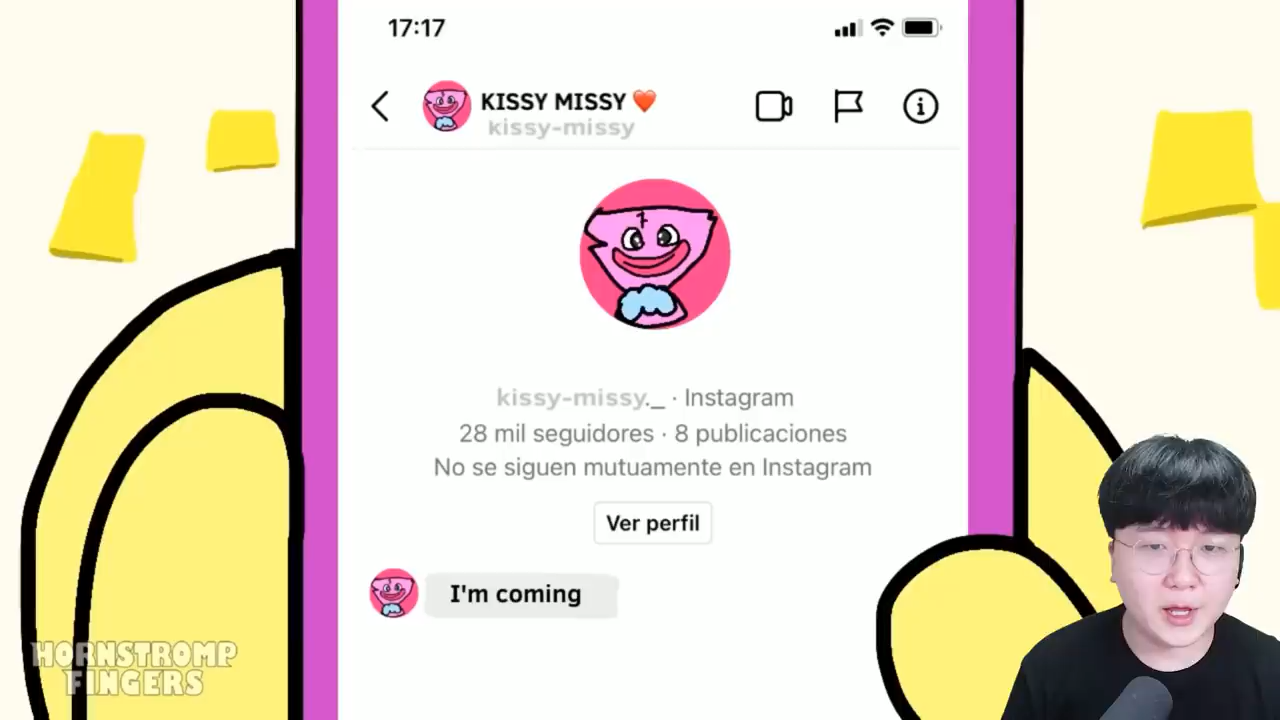 17:17
KISSY MISSY ❤️
kissy-missy
kissy-missy._ · Instagram
28 mil seguidores · 8 publicaciones
No se siguen mutuamente en Instagram
Ver perfil
I'm coming
HORNSTROMP
FINGERS